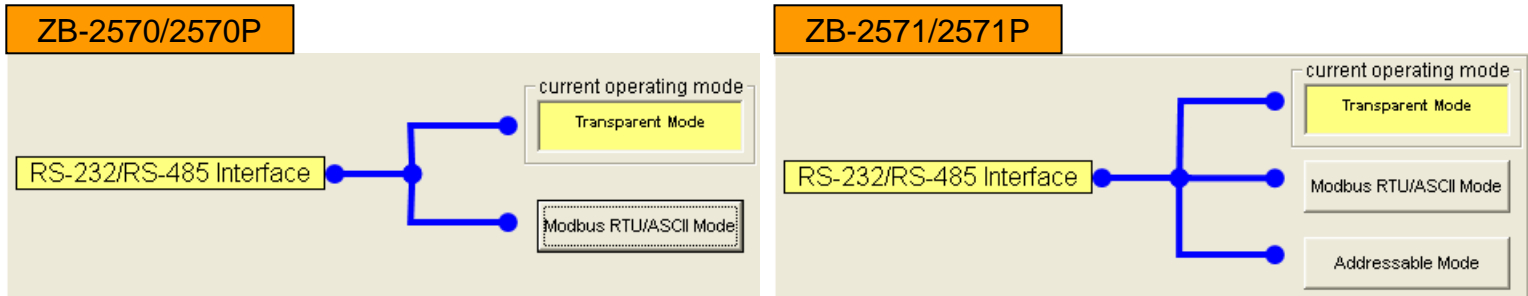 ZB-2570/2570P
current operating mode
Transparent Mode
RS-232/RS-485 Interface
Modbus RTU/ASCII Mode
ZB-2571/2571P
current operating mode
Transparent Mode
RS-232/RS-485 Interface
Modbus RTU/ASCII Mode
Addressable Mode